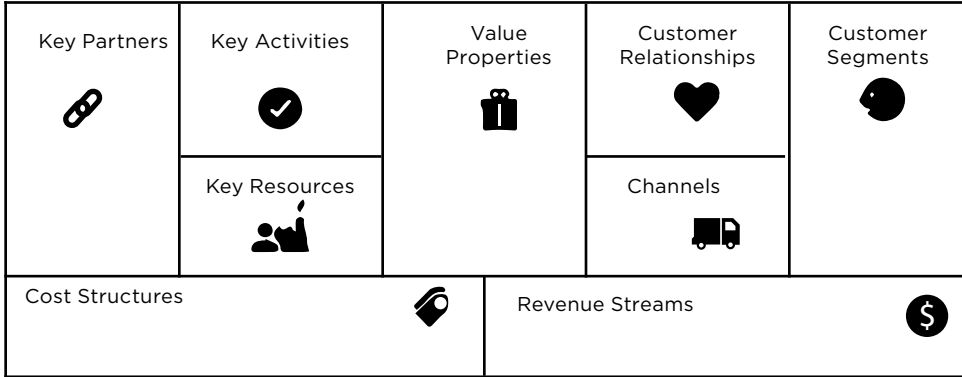 Key Partners
Key Activities
Value
Properties
Customer
Relationships
Customer
Segments
Key Resources
Channels
Cost Structures
Revenue Streams
$